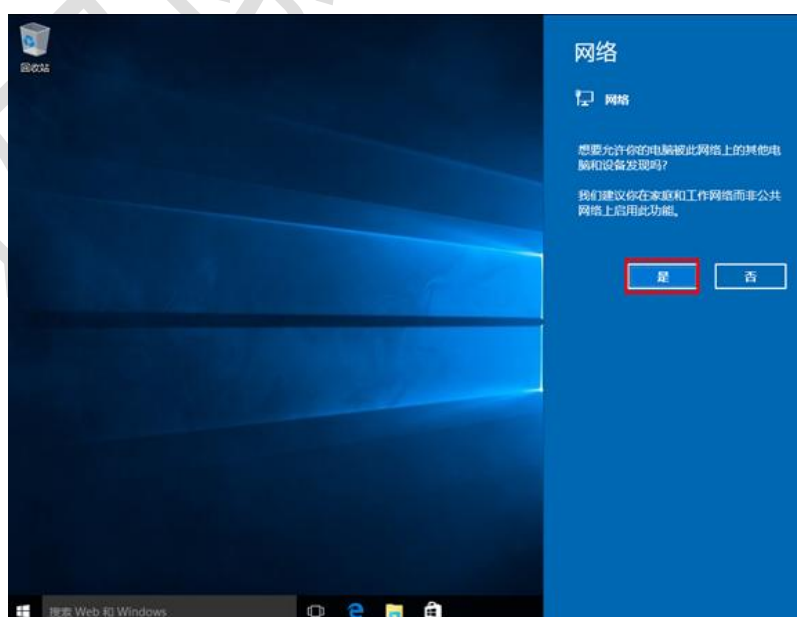 回收站
网络
网络
想要允许你的电脑被此网络上的其他电
脑和设备发现吗?
我们建议你在家庭和工作网络而非公共
网络上启用此功能。
是
否
搜索 Web 和 Windows